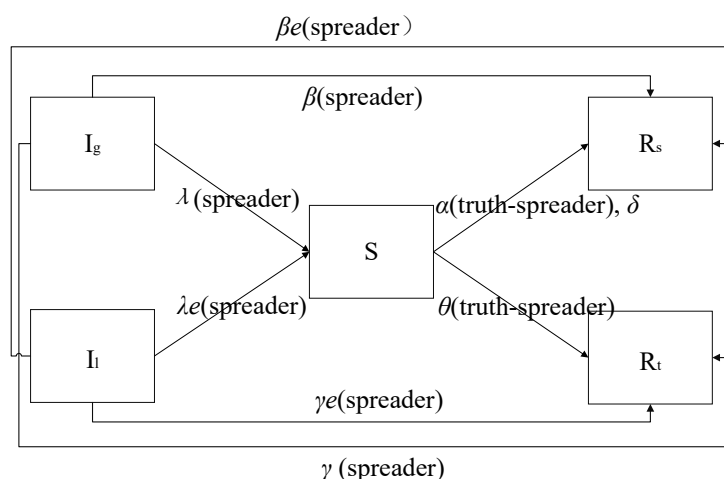 βe(spreader）
β(spreader)
Ig
Rs
λ(spreader)
α(truth-spreader), δ
S
λe(spreader)
θ(truth-spreader)
Il
Rt
γe(spreader)
γ (spreader)